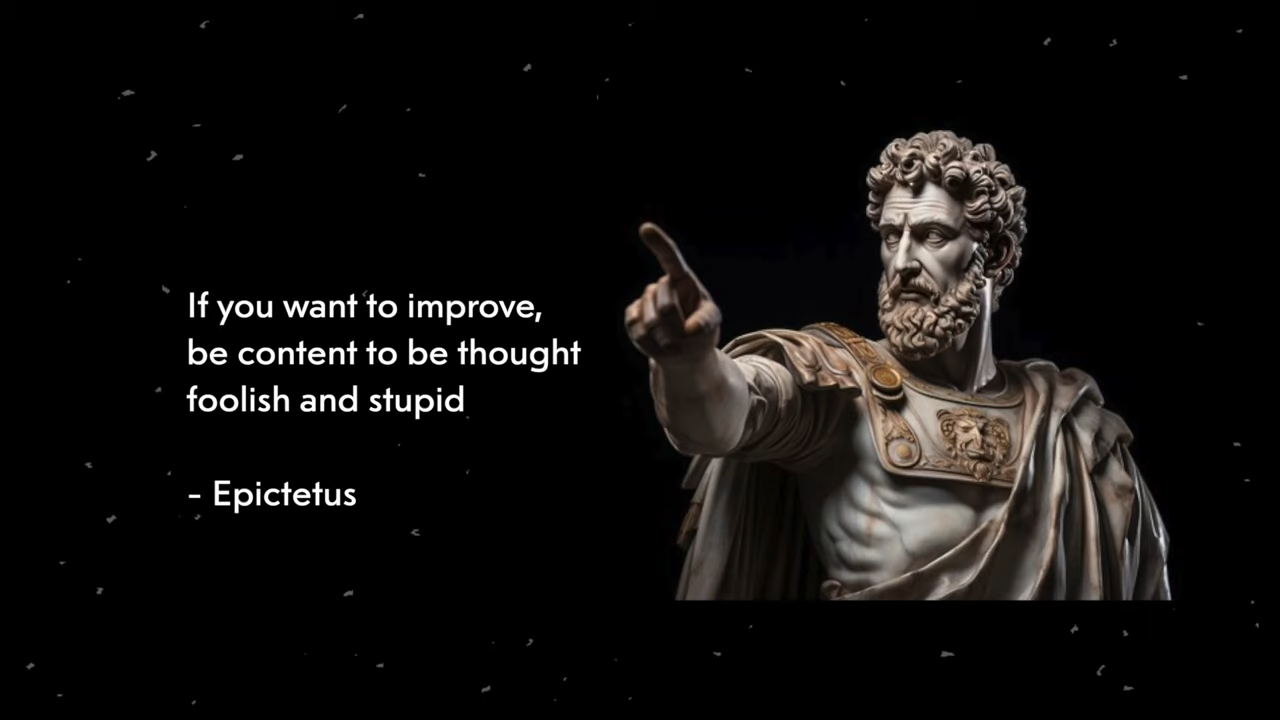 If you want to improve,
be content to be thought
foolish and stupid
- Epictetus